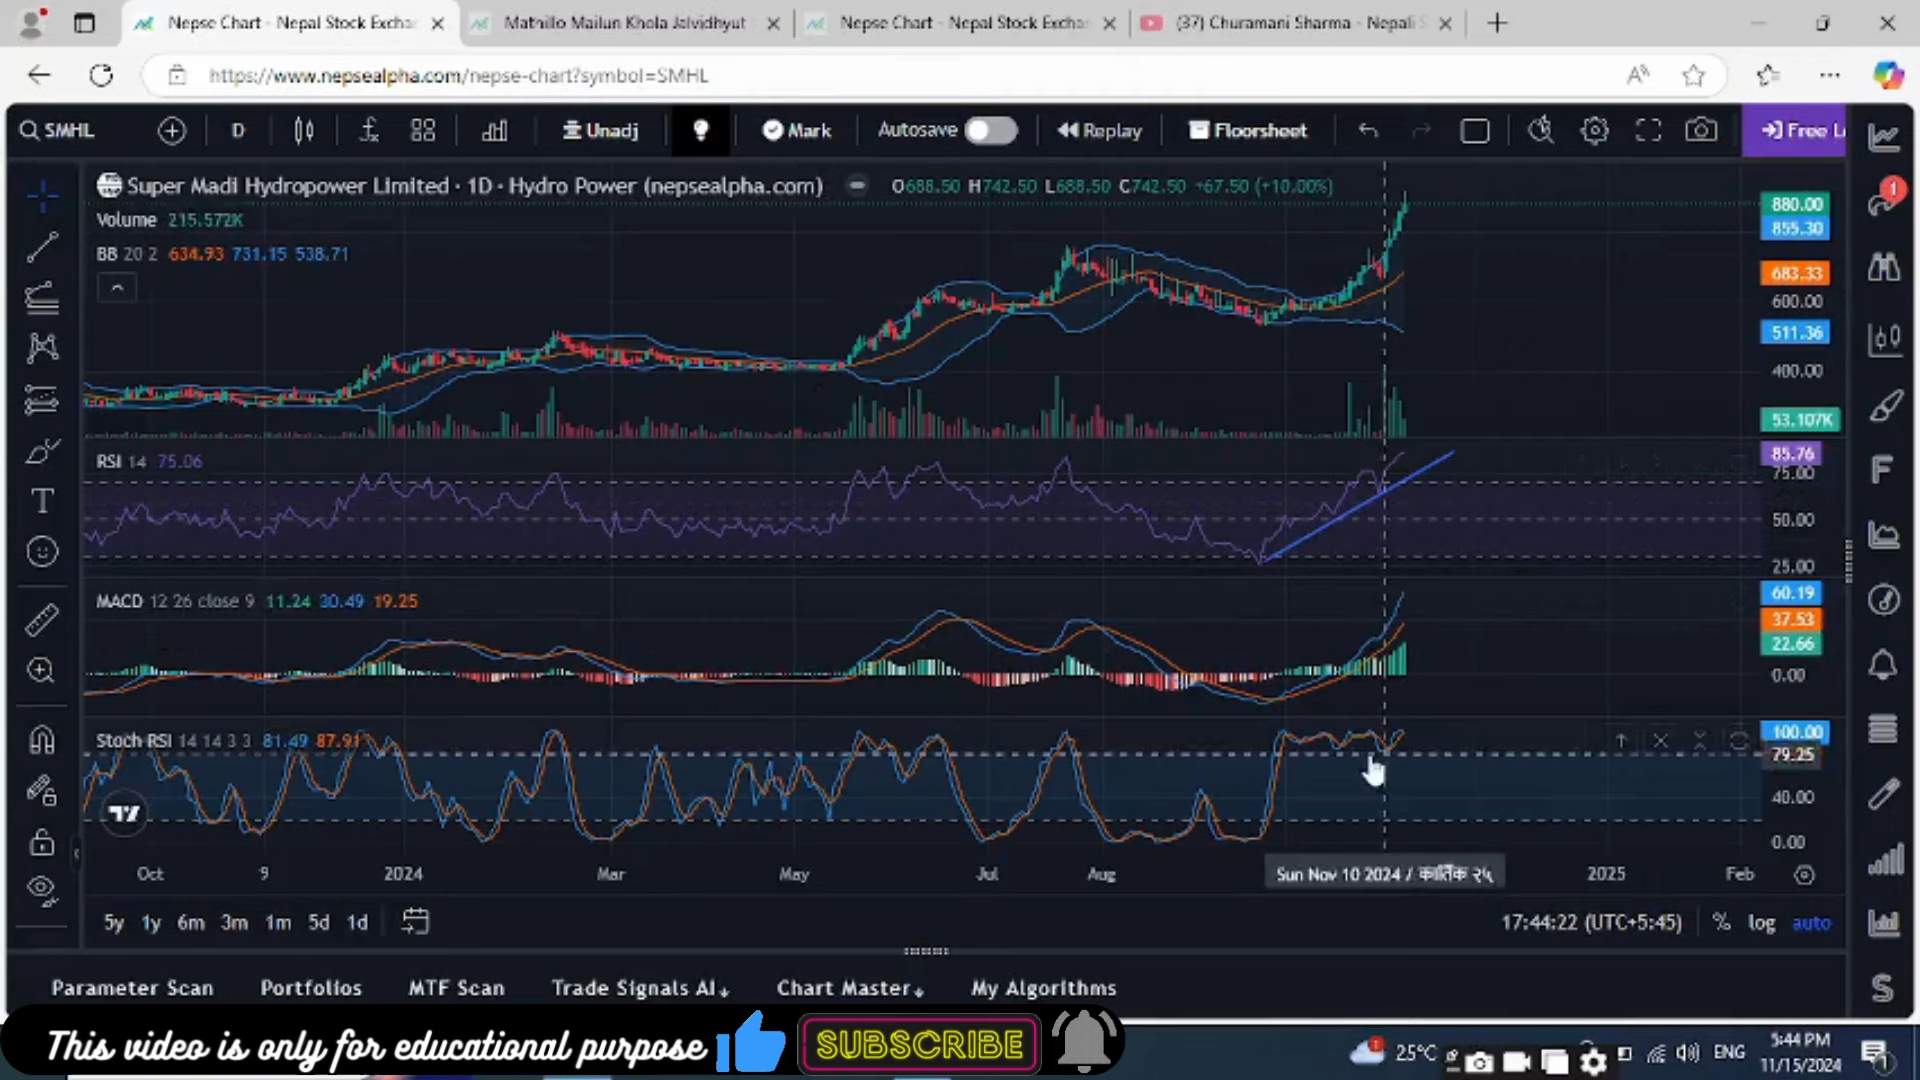 Nepse Chart - Nepal Stock Excha
Mathillo Mailun Khola Jalvidhyut
Nepse Chart - Nepal Stock Exchan
(37) Churamani Sharma - Nepali S
https://www.nepsealpha.com/nepse-chart?symbol=SMHL
SMHL D Unadj Mark Autosave Replay Floorsheet Free L
1
Super Madi Hydropower Limited · 1D · Hydro Power (nepsealpha.com) O688.50 H742.50 L688.50 C742.50 +67.50 (+10.00%)
Volume 215.572K
BB 20 2 634.93 731.15 538.71
880.00
855.30
683.33
600.00
511.36
400.00
53.107K
RSI 14 75.06
85.76
75.00
50.00
25.00
MACD 12 26 close 9 11.24 30.49 19.25
60.19
37.53
22.66
0.00
Stoch RSI 14 14 3 3 81.49 87.91
100.00
79.25
40.00
0.00
Oct 9 2024 Mar May Jul Aug Sun Nov 10 2024 / कार्तिक २५ 2025 Feb
5y 1y 6m 3m 1m 5d 1d 17:44:22 (UTC+5:45) % log auto
Parameter Scan Portfolios MTF Scan Trade Signals AI Chart Master My Algorithms
This video is only for educational purpose SUBSCRIBE
25°C ENG 5:44 PM
11/15/2024